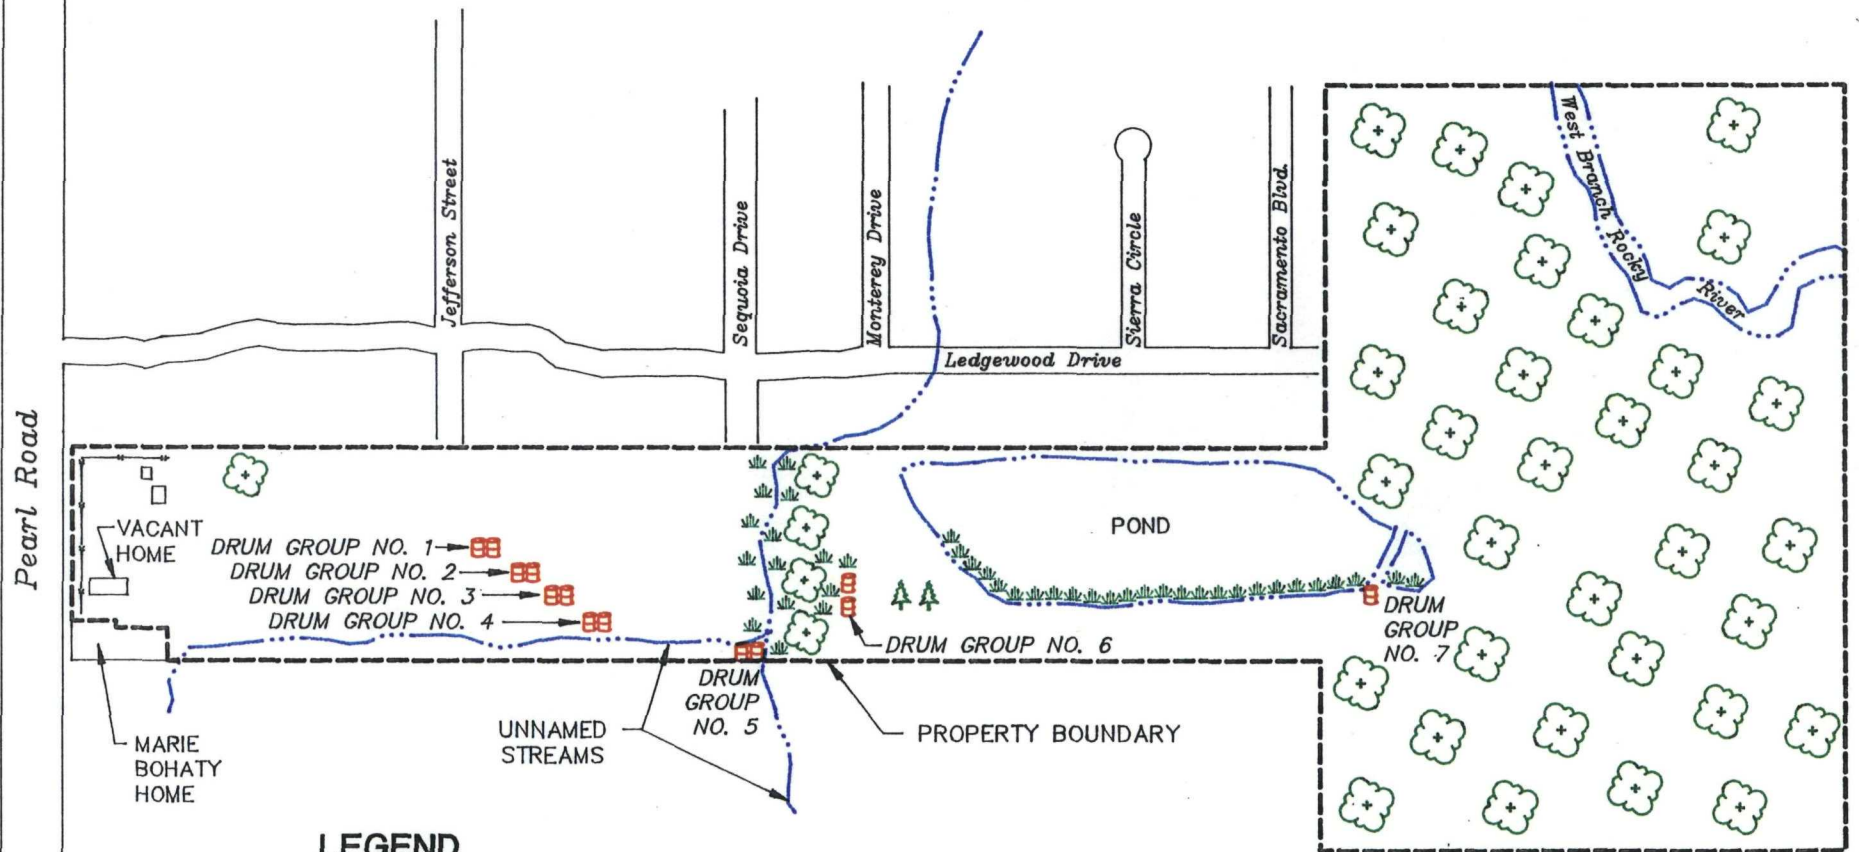 Pearl Road
Jefferson Street
Sequoia Drive
Monterey Drive
Sierra Circle
Sacramento Blvd.
West Branch Rocky River
Ledgewood Drive
VACANT
HOME
DRUM GROUP NO. 1
DRUM GROUP NO. 2
DRUM GROUP NO. 3
DRUM GROUP NO. 4
POND
DRUM GROUP NO. 6
DRUM
GROUP
NO. 7
DRUM
GROUP
NO. 5
UNNAMED
STREAMS
PROPERTY BOUNDARY
MARIE
BOHATY
HOME
LEGEND